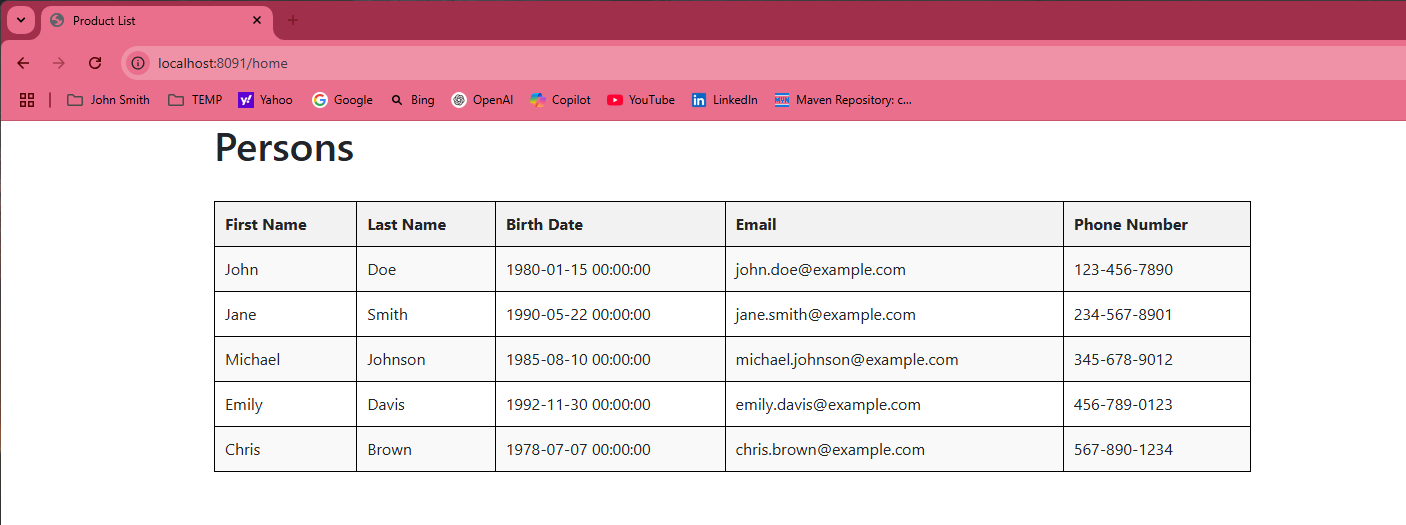 Product List
localhost:8091/home
John Smith TEMP Yahoo Google Bing OpenAI Copilot YouTube LinkedIn MVN Maven Repository: c...
Persons
First Name Last Name Birth Date Email Phone Number
John Doe 1980-01-15 00:00:00 john.doe@example.com 123-456-7890
Jane Smith 1990-05-22 00:00:00 jane.smith@example.com 234-567-8901
Michael Johnson 1985-08-10 00:00:00 michael.johnson@example.com 345-678-9012
Emily Davis 1992-11-30 00:00:00 emily.davis@example.com 456-789-0123
Chris Brown 1978-07-07 00:00:00 chris.brown@example.com 567-890-1234